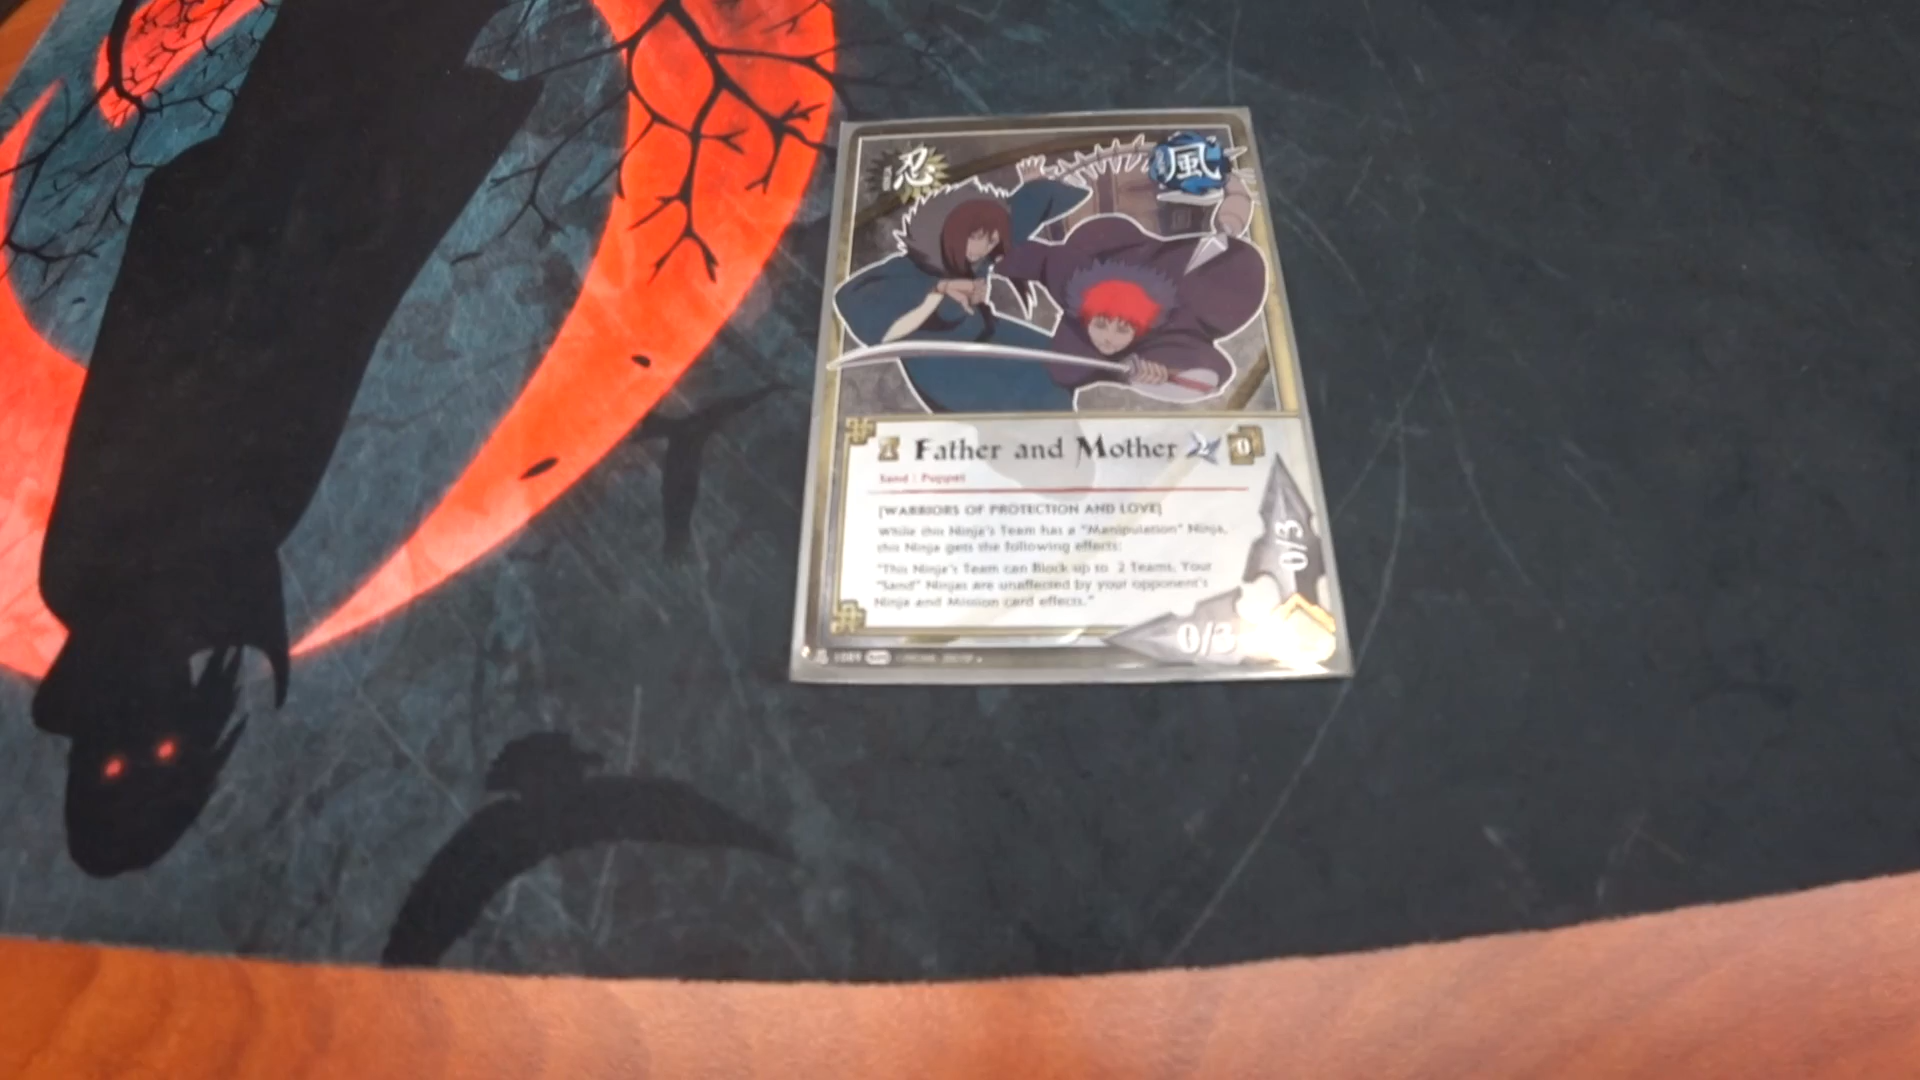 忍
NINJA
風
Father and Mother 2 0
Sand | Puppet
[WARRIORS OF PROTECTION AND LOVE]
While this Ninja's Team has a "Manipulation" Ninja,
this Ninja gets the following effects:
"This Ninja's Team can Block up to 2 Teams. Your
"Sand" Ninjas are unaffected by your opponent's
Ninja and Mission card effects."
0/3
0/3